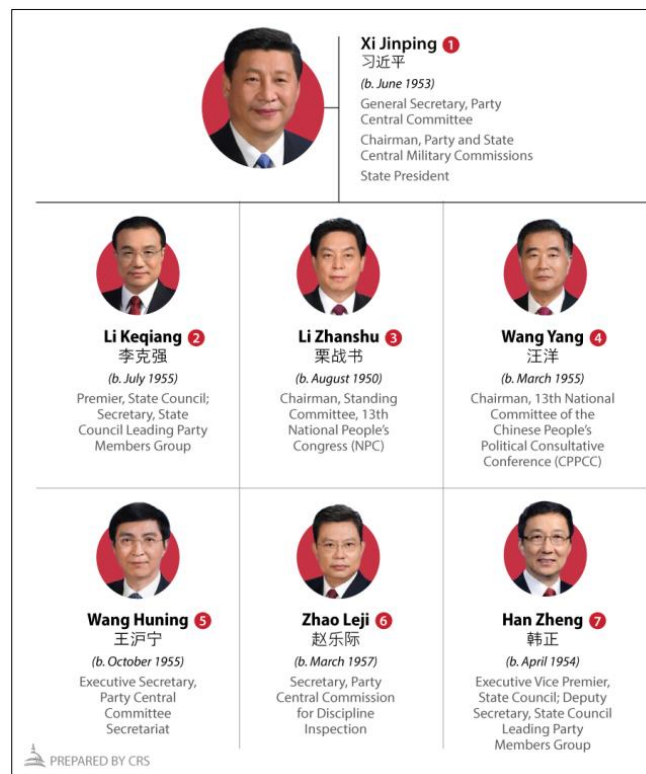 Xi Jinping 1
习近平
(b. June 1953)
General Secretary, Party
Central Committee
Chairman, Party and State
Central Military Commissions
State President
Li Keqiang 2
李克强
(b. July 1955)
Premier, State Council;
Secretary, State
Council Leading Party
Members Group
Li Zhanshu 3
栗战书
(b. August 1950)
Chairman, Standing
Committee, 13th
National People's
Congress (NPC)
Wang Yang 4
汪洋
(b. March 1955)
Chairman, 13th National
Committee of the
Chinese People's
Political Consultative
Conference (CPPCC)
Wang Huning 5
王沪宁
(b. October 1955)
Executive Secretary,
Party Central
Committee
Secretariat
Zhao Leji 6
赵乐际
(b. March 1957)
Secretary, Party
Central Commission
for Discipline
Inspection
Han Zheng 7
韩正
(b. April 1954)
Executive Vice Premier,
State Council; Deputy
Secretary, State Council
Leading Party
Members Group
PREPARED BY CRS